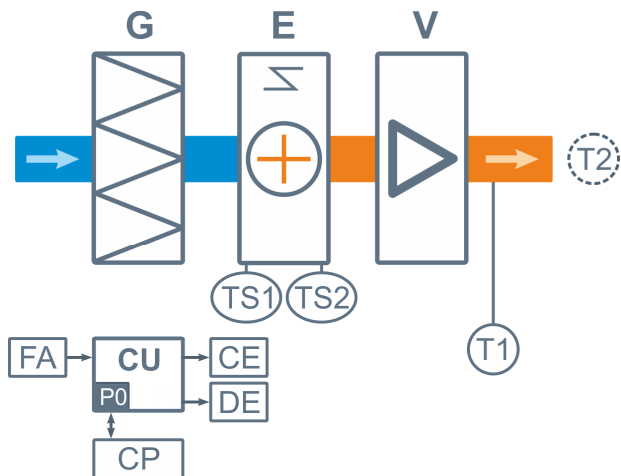 G E V
T2
TS1 TS2
T1
FA CU CE
P0 DE
CP